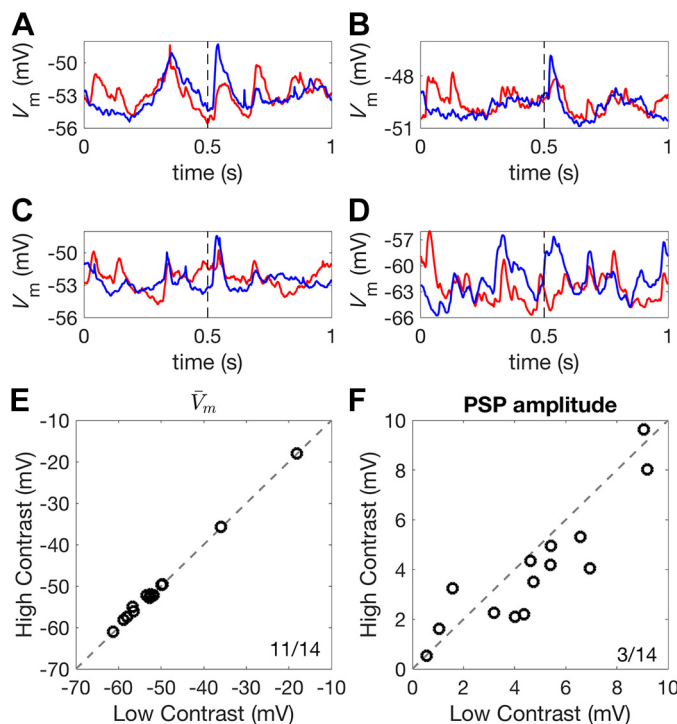 A
V_m (mV)
-50
-53
-56
0
0.5
1
time (s)
B
V_m (mV)
-48
-51
0
0.5
1
time (s)
C
V_m (mV)
-50
-53
-56
0
0.5
1
time (s)
D
V_m (mV)
-57
-60
-63
-66
0
0.5
1
time (s)
E
V̄_m
High Contrast (mV)
-10
-20
-30
-40
-50
-60
-70
11/14
-70 -60 -50 -40 -30 -20 -10
Low Contrast (mV)
F
PSP amplitude
High Contrast (mV)
10
8
6
4
2
0
3/14
0 2 4 6 8 10
Low Contrast (mV)